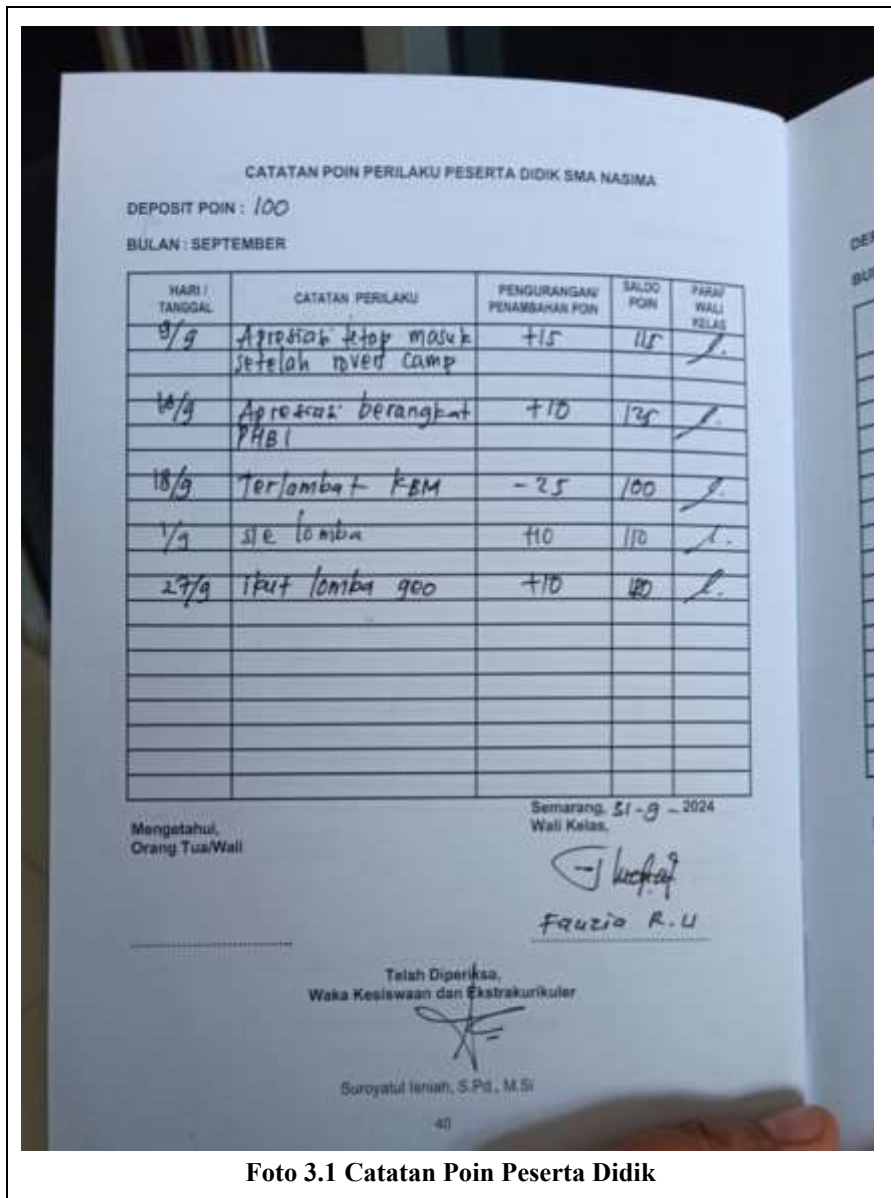 CATATAN POIN PERILAKU PESERTA DIDIK SMA NASIMA
DEPOSIT POIN : 100
BULAN : SEPTEMBER
HARI / TANGGAL CATATAN PERILAKU PENGURANGAN/ PENAMBAHAN POIN SALDO POIN PARAF WALI KELAS
9/9 Apresiasi tetap masuk +15 115
setelah rover camp
Apresiasi berangkat +10 125
PHBI
18/9 Terlambat KBM -25 100
lomba +10 110
27/9 ikut lomba geo +10 120
Semarang, 31-9-2024
Mengetahui, Wali Kelas,
Orang Tua/Wali
Fauzia R.U
Telah Diperiksa,
Waka Kesiswaan dan Ekstrakurikuler
Suroyatul Isniah, S.Pd., M.Si
40
Foto 3.1 Catatan Poin Peserta Didik